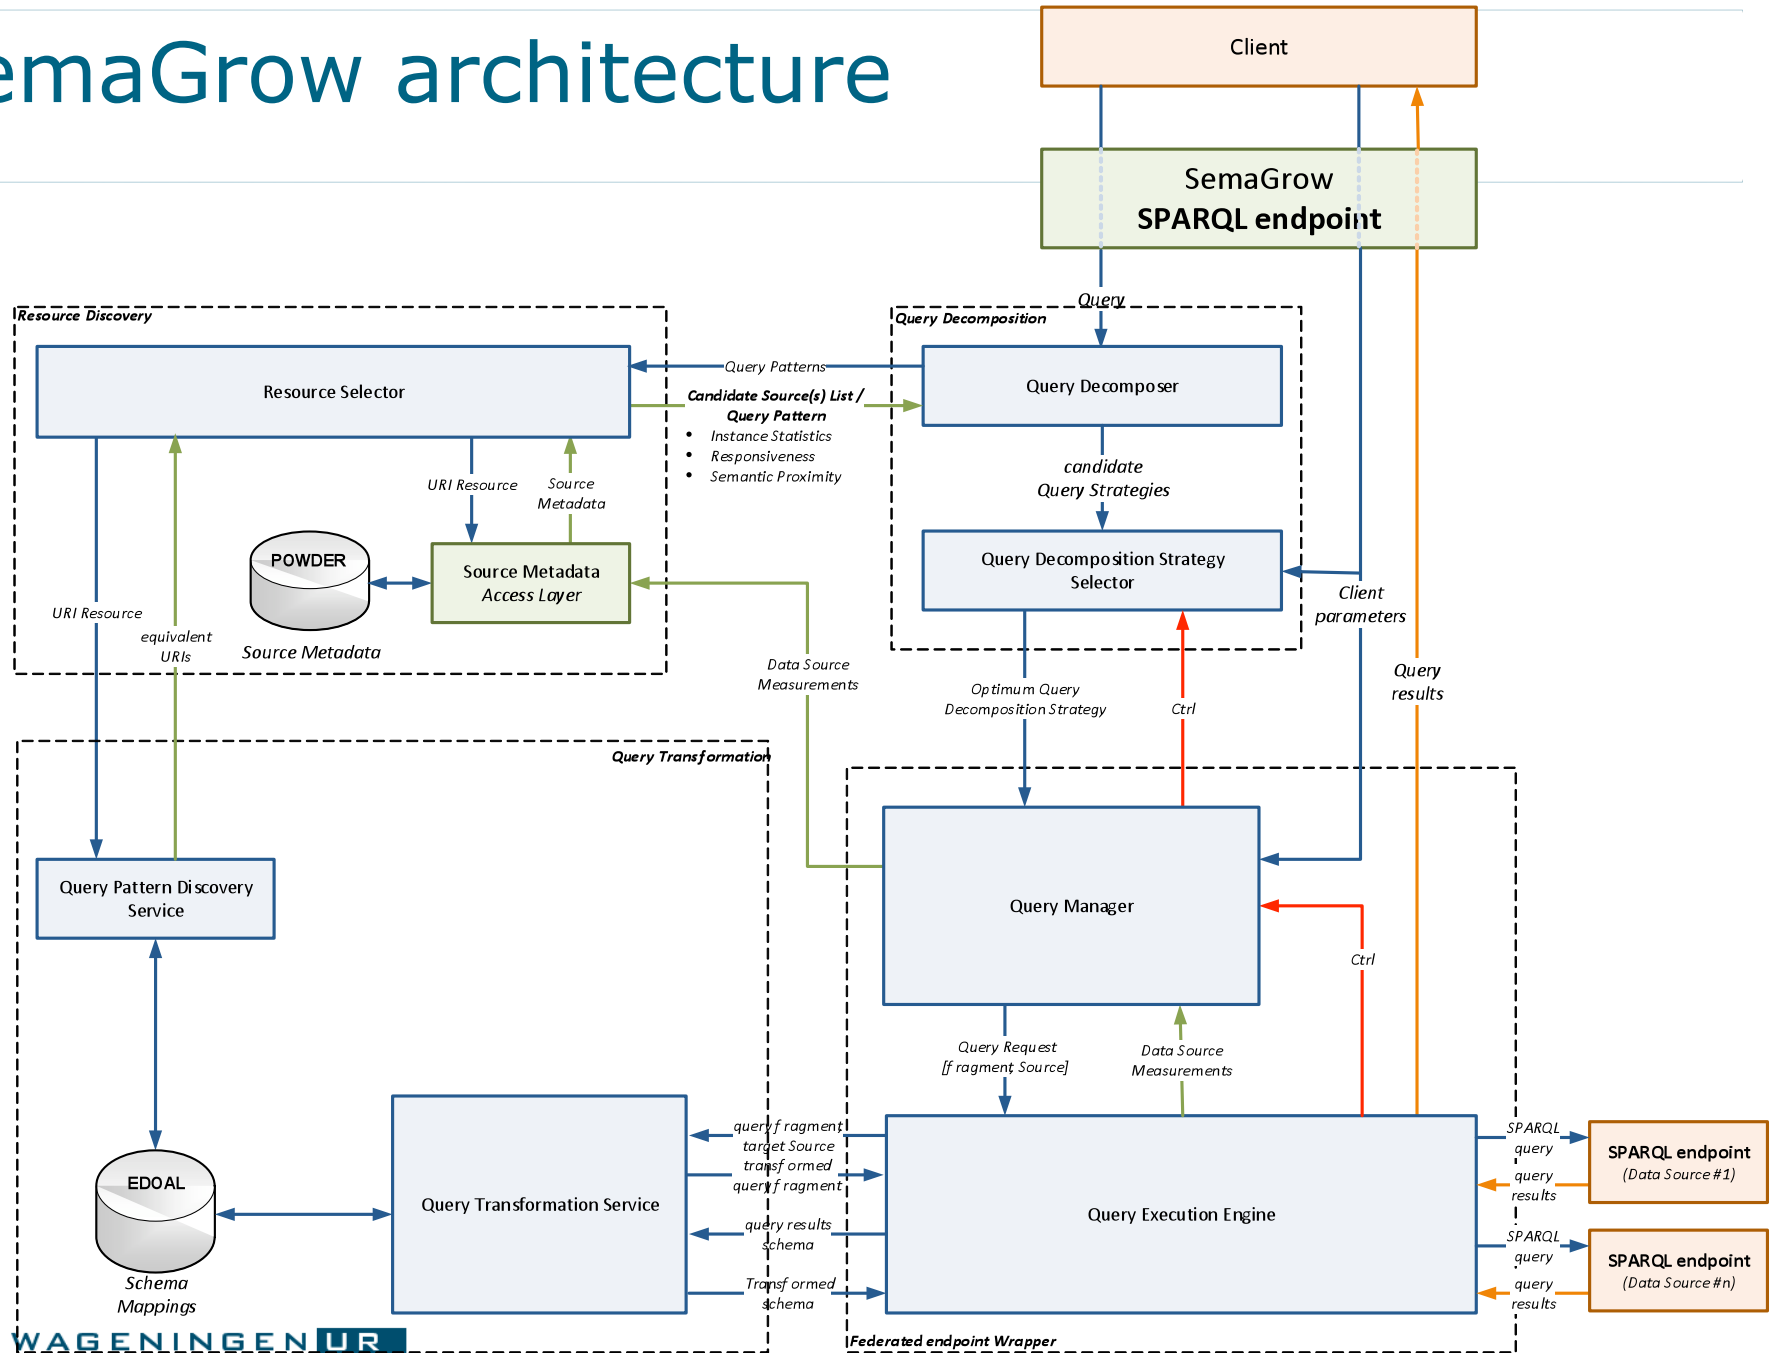 emaGrow architecture
Client
SemaGrow
SPARQL endpoint
Query
Resource Discovery
Resource Selector
Query Patterns
Candidate Source(s) List /
Query Pattern
• Instance Statistics
• Responsiveness
• Semantic Proximity
Query Decomposition
Query Decomposer
candidate
Query Strategies
Query Decomposition Strategy
Selector
URI Resource
Source
Metadata
POWDER
Source Metadata
Source Metadata
Access Layer
URI Resource
equivalent
URIs
Client
parameters
Query
results
Data Source
Measurements
Optimum Query
Decomposition Strategy
Ctrl
Query Transformation
Query Pattern Discovery
Service
Query Manager
Ctrl
Query Request
[fragment, Source]
Data Source
Measurements
EDOAL
Schema
Mappings
Query Transformation Service
query fragment
target Source
transformed
query fragment
query results
schema
Transformed
schema
Query Execution Engine
SPARQL
query
query
results
SPARQL endpoint
(Data Source #1)
SPARQL
query
query
results
SPARQL endpoint
(Data Source #n)
Federated endpoint Wrapper
WAGENINGEN UR